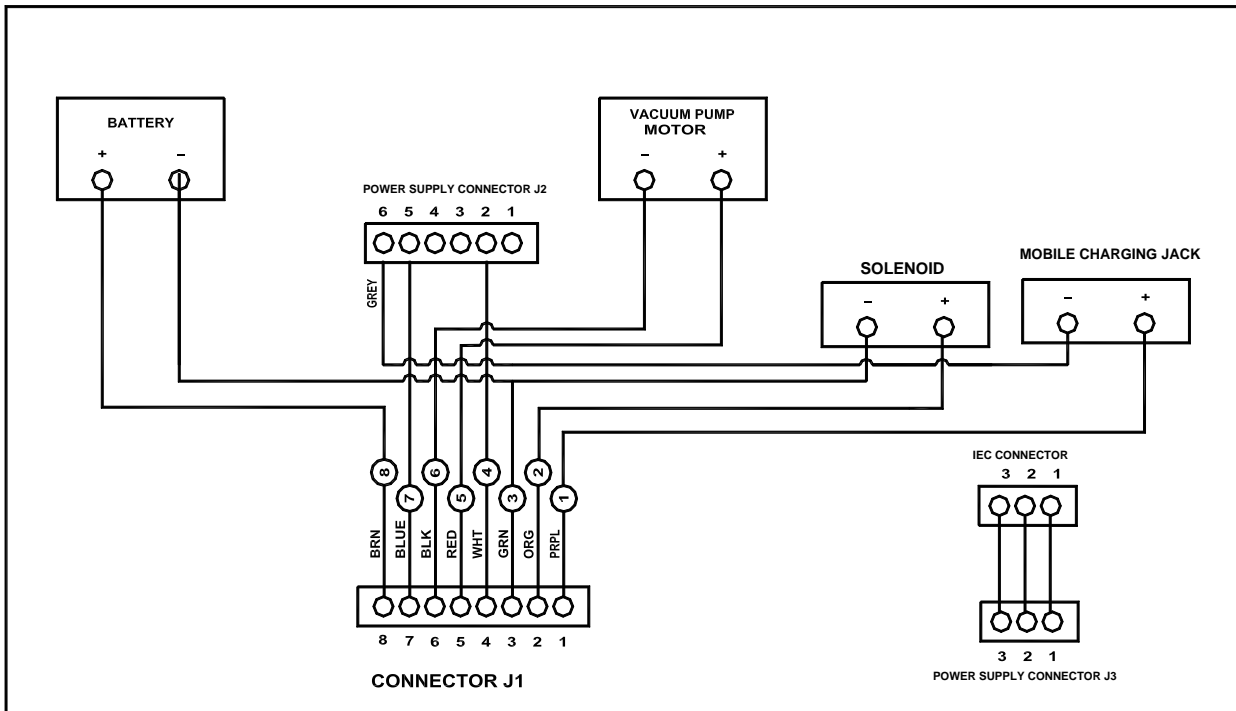 BATTERY
+ –
VACUUM PUMP
MOTOR
– +
POWER SUPPLY CONNECTOR J2
6 5 4 3 2 1
GREY
SOLENOID
– +
MOBILE CHARGING JACK
– +
8 7 6 5 4 3 2 1
BRN BLUE BLK RED WHT GRN ORG PRPL
8 7 6 5 4 3 2 1
CONNECTOR J1
IEC CONNECTOR
3 2 1
3 2 1
POWER SUPPLY CONNECTOR J3